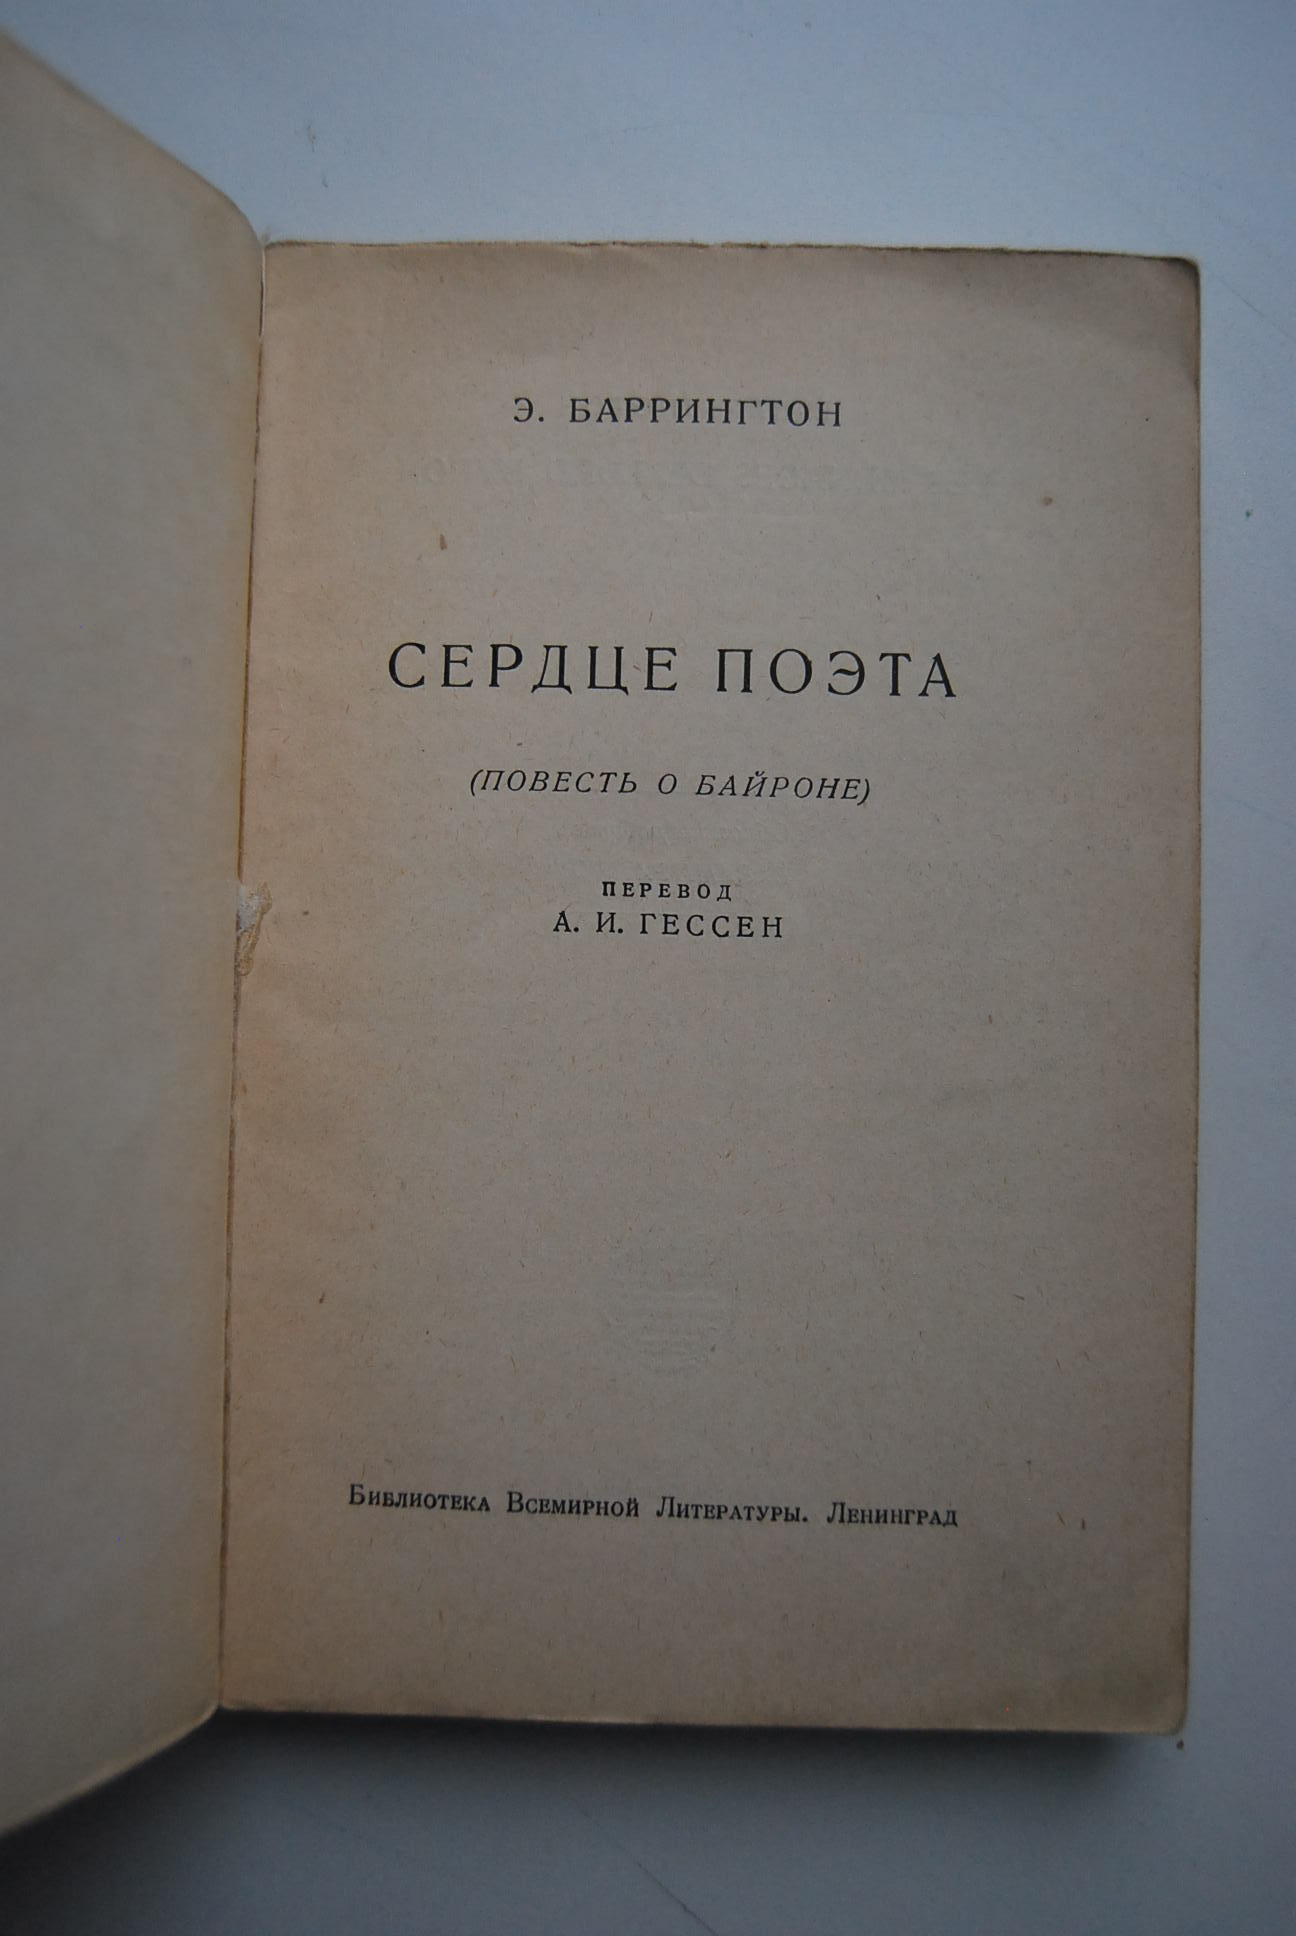 Э. БАРРИНГТОН
СЕРДЦЕ ПОЭТА
(ПОВЕСТЬ О БАЙРОНЕ)
ПЕРЕВОД
А. И. ГЕССЕН
Библиотека Всемирной Литературы. Ленинград